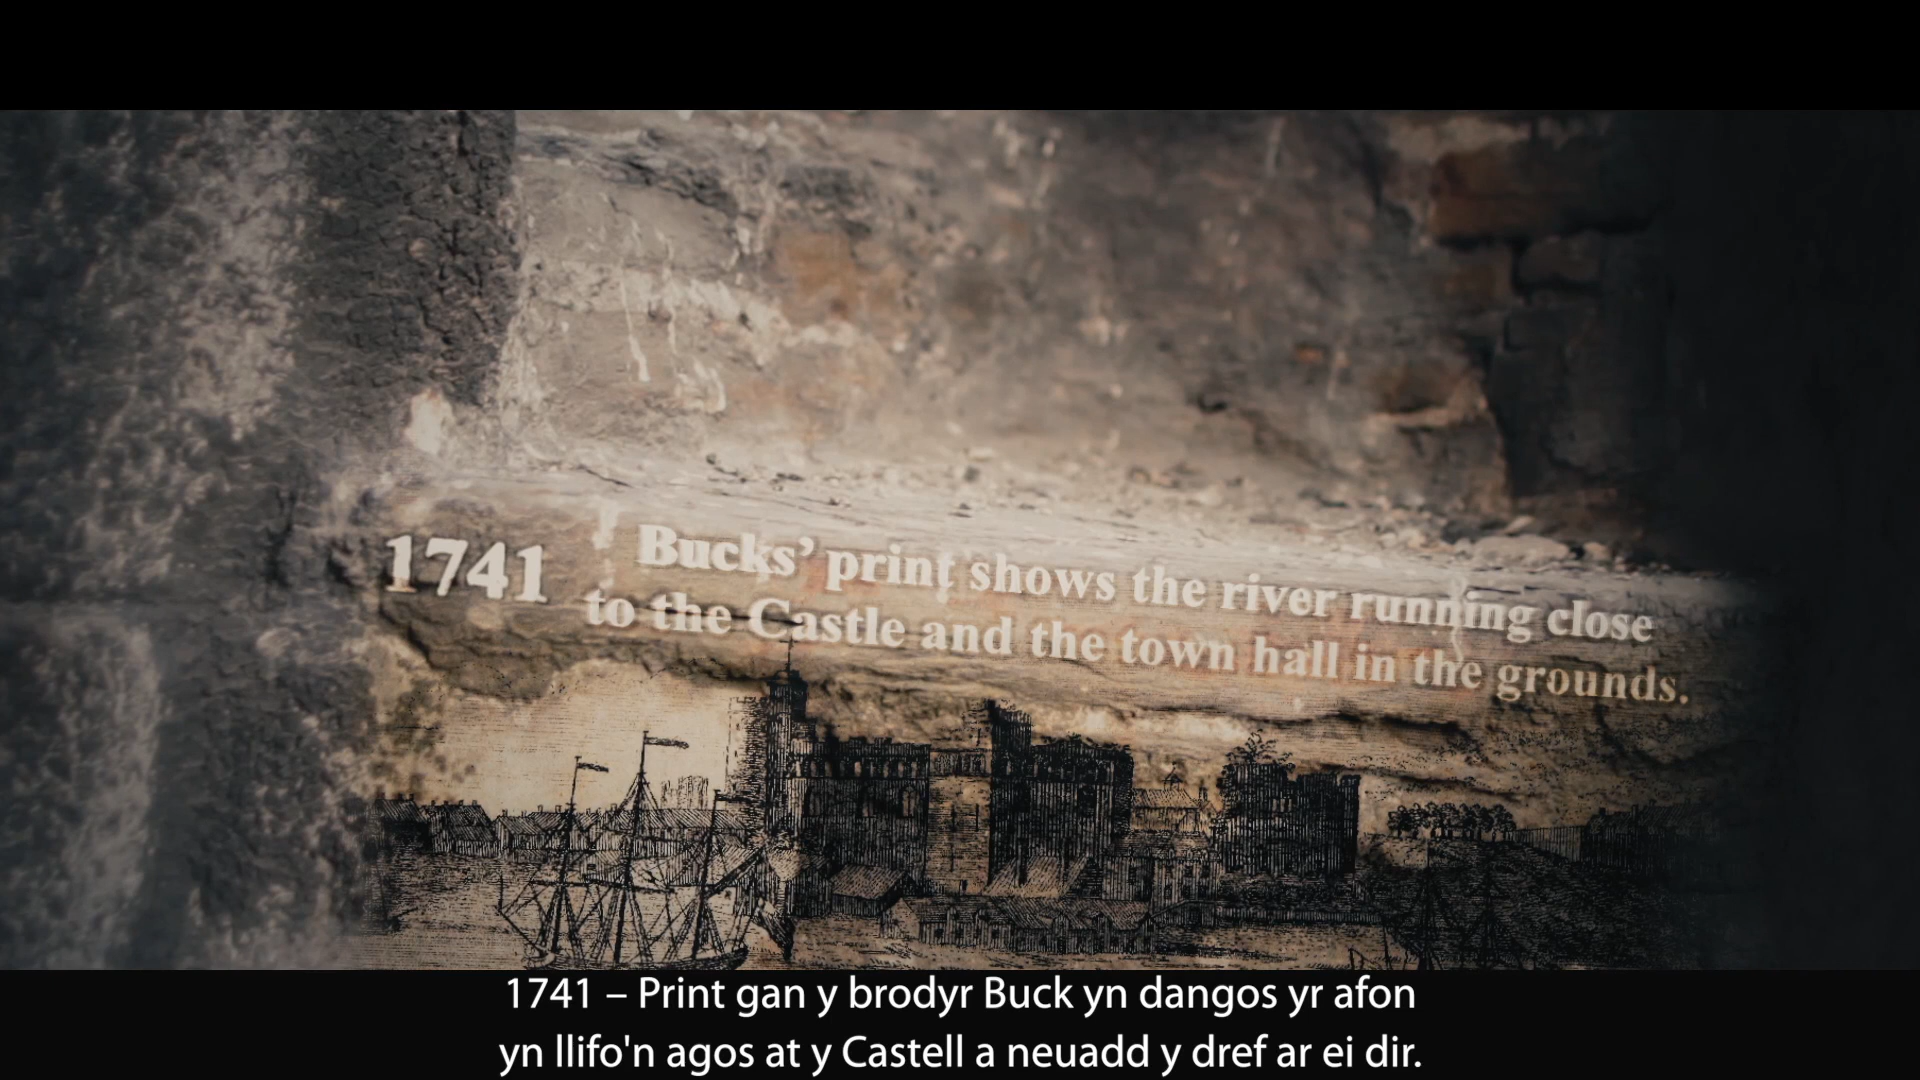 1741
Bucks’ print shows the river running close
to the Castle and the town hall in the grounds.
1741 – Print gan y brodyr Buck yn dangos yr afon
yn llifo'n agos at y Castell a neuadd y dref ar ei dir.